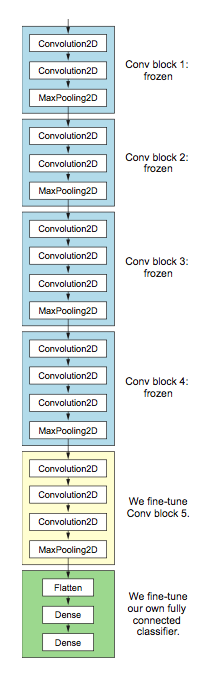 Convolution2D
Convolution2D
MaxPooling2D
Conv block 1:
frozen
Convolution2D
Convolution2D
MaxPooling2D
Conv block 2:
frozen
Convolution2D
Convolution2D
Convolution2D
MaxPooling2D
Conv block 3:
frozen
Convolution2D
Convolution2D
Convolution2D
MaxPooling2D
Conv block 4:
frozen
Convolution2D
Convolution2D
Convolution2D
MaxPooling2D
We fine-tune
Conv block 5.
Flatten
Dense
Dense
We fine-tune
our own fully
connected
classifier.